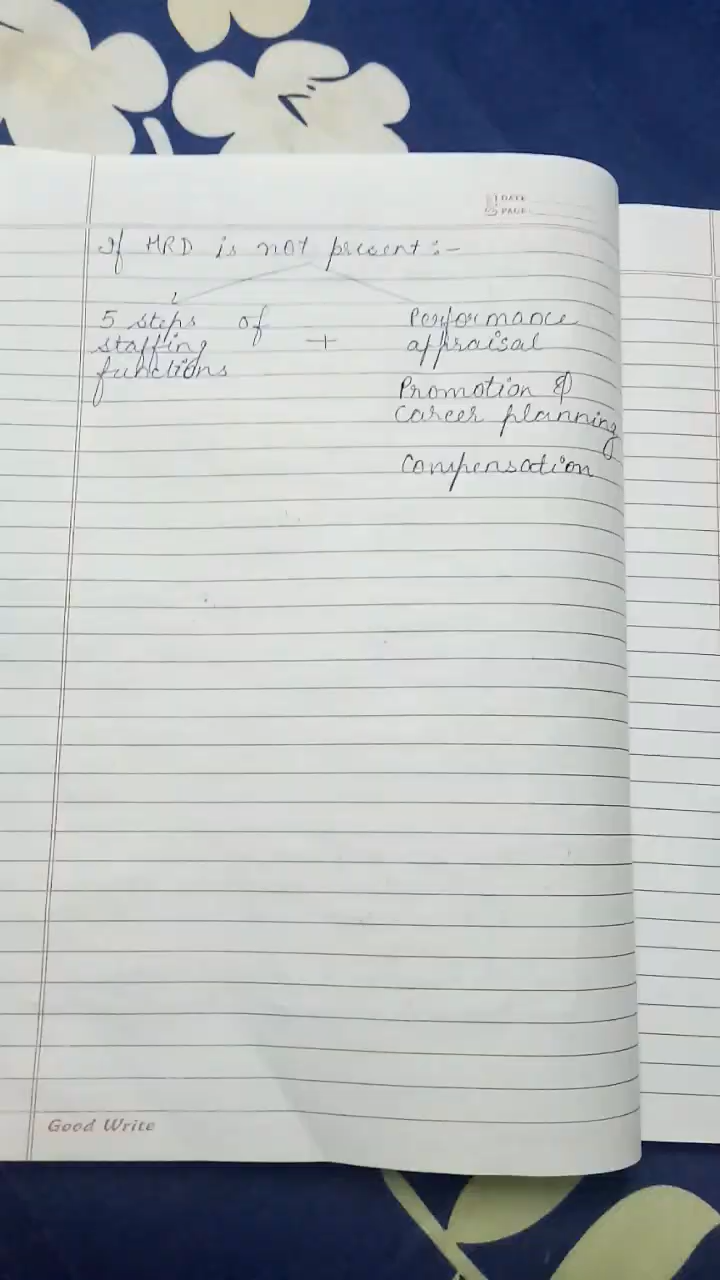 DATE
PAGE
If HRD is not present :-
5 steps of
staffing
functions
+
Performance
appraisal
Promotion &
career planning
Compensation
Good Write